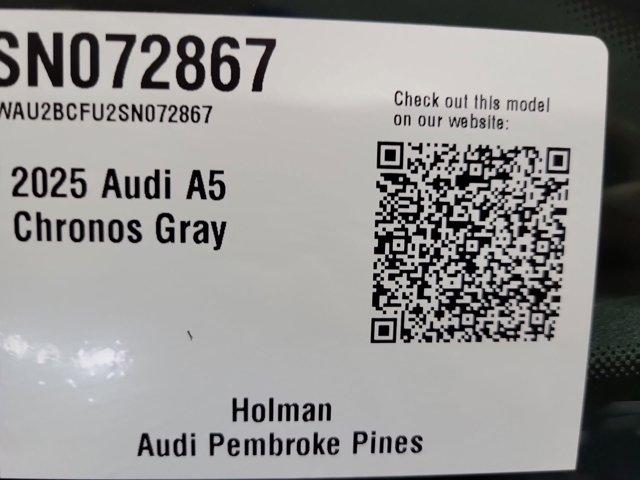 SN072867
WAU2BCFU2SN072867
Check out this model
on our website:
2025 Audi A5
Chronos Gray
Holman
Audi Pembroke Pines